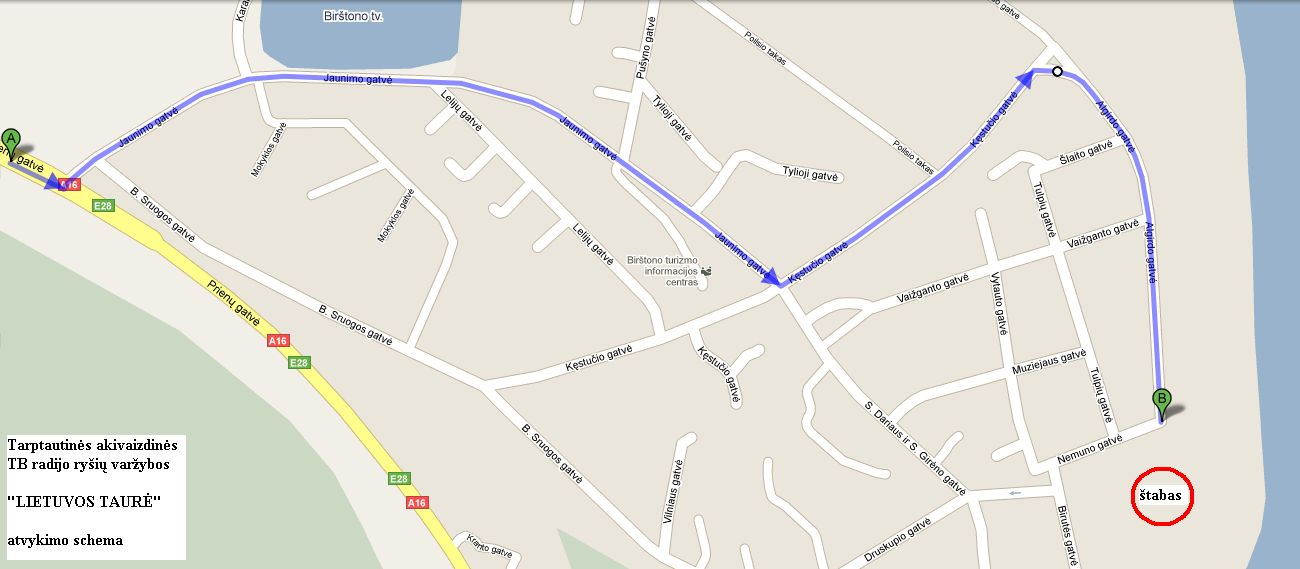 Birštono tv.
Kara
gatvė
Pušyno gatvė
Poilsio takas
Jaunimo gatvė
Lelijų gatvė
Tylioji gatvė
Kęstučio gatvė
Algirdo gatvė
Jaunimo gatvė
Mokyklos gatvė
Jaunimo gatvė
Poilsio takas
Šlaito gatvė
A
gatvė
A16
Tylioji gatvė
E28
B. Sruogos gatvė
Mokyklos gatvė
Tulpių gatvė
Lelijų gatvė
Jaunimo gatvė
Kęstučio gatvė
Vaižganto gatvė
Algirdo gatvė
Birštono turizmo
informacijos
centras
Vaižganto gatvė
Vytauto gatvė
Prienų gatvė
B. Sruogos gatvė
A16
E28
Kęstučio gatvė
Kęstučio gatvė
Muziejaus gatvė
Tulpių gatvė
B
S. Dariaus ir S. Girėno gatvė
Nemuno gatvė
B. Sruogos gatvė
Tarptautinės akivaizdinės
TB radijo ryšių varžybos
"LIETUVOS TAURĖ"
atvykimo schema
E28
A16
Vilniaus gatvė
štabas
Kranto gatvė
Druskupio gatvė
Birutės gatvė